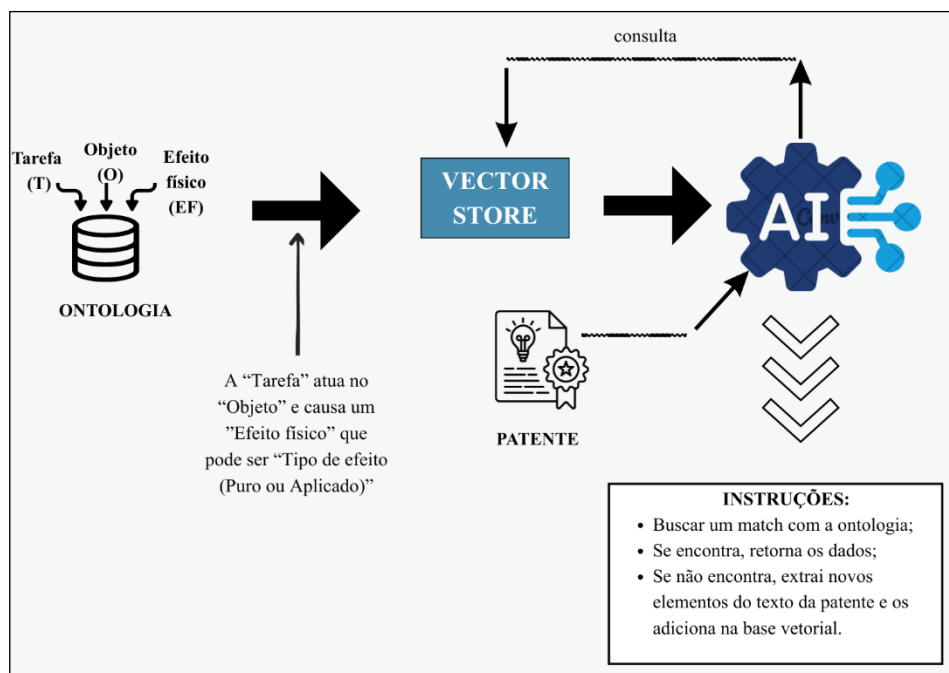 consulta
Tarefa
(T)
Objeto
(O)
Efeito
físico
(EF)
ONTOLOGIA
VECTOR
STORE
AI
PATENTE
A “Tarefa” atua no
“Objeto” e causa um
”Efeito físico” que
pode ser “Tipo de efeito
(Puro ou Aplicado)”
INSTRUÇÕES:
• Buscar um match com a ontologia;
• Se encontra, retorna os dados;
• Se não encontra, extrai novos
elementos do texto da patente e os
adiciona na base vetorial.